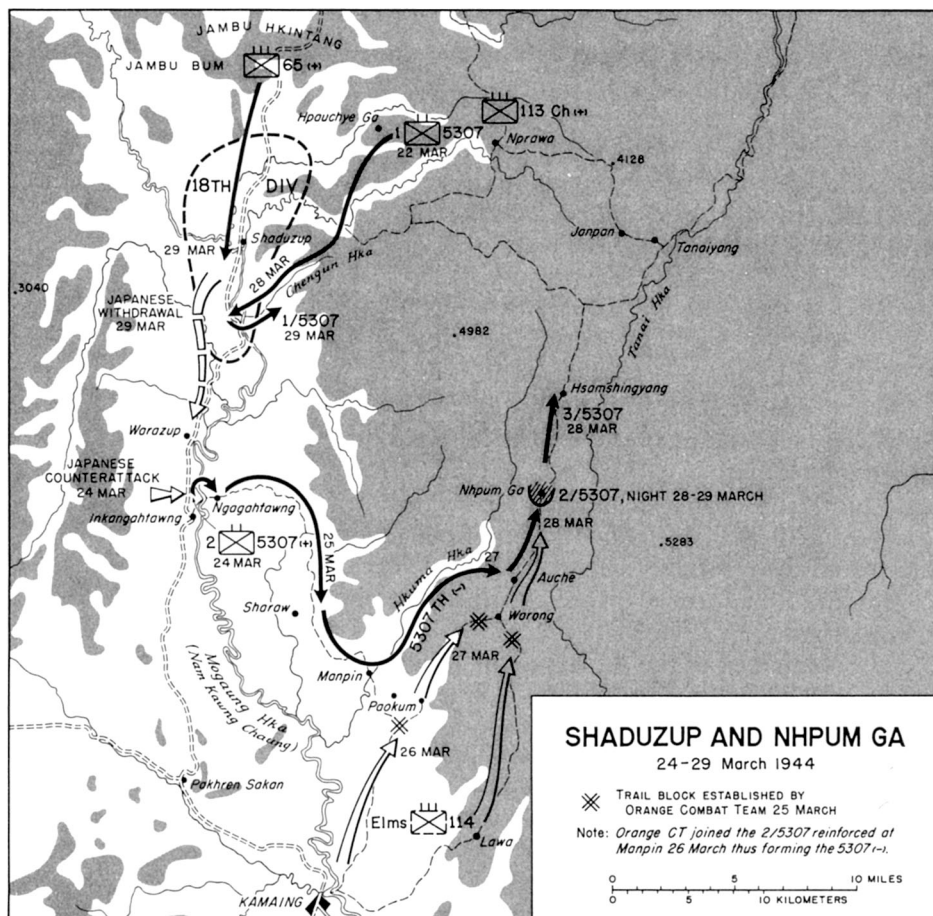 JAMBU HKINTANG
JAMBU BUM
65 (+)
Hpauchye Ga
1 5307
22 MAR
113 Ch (+)
Nprawa
4128
18TH DIV
Shaduzup
Janpan
Tanaiyang
29 MAR
28 MAR
Chengun Hka
Tanai Hka
3040
JAPANESE
WITHDRAWAL
29 MAR
1/5307
29 MAR
4982
Hsamshingyang
3/5307
28 MAR
Warazup
JAPANESE
COUNTERATTACK
24 MAR
Ngagahtawng
Inkangahtawng
Nhpum Ga
2/5307, NIGHT 28-29 MARCH
28 MAR
2 5307 (+)
24 MAR
25 MAR
5283
Hkuma Hka
27
Auche
5307 TH (-)
Sharaw
Warong
27 MAR
Manpin
Mogaung Hka
(Nam Kawng Chaung)
Paokum
26 MAR
Pakhren Sakan
Elms 114
Lawa
KAMAING
SHADUZUP AND NHPUM GA
24-29 March 1944
TRAIL BLOCK ESTABLISHED BY
ORANGE COMBAT TEAM 25 MARCH
Note: Orange CT joined the 2/5307 reinforced at
Manpin 26 March thus forming the 5307 (-).
0 5 10 MILES
0 5 10 KILOMETERS